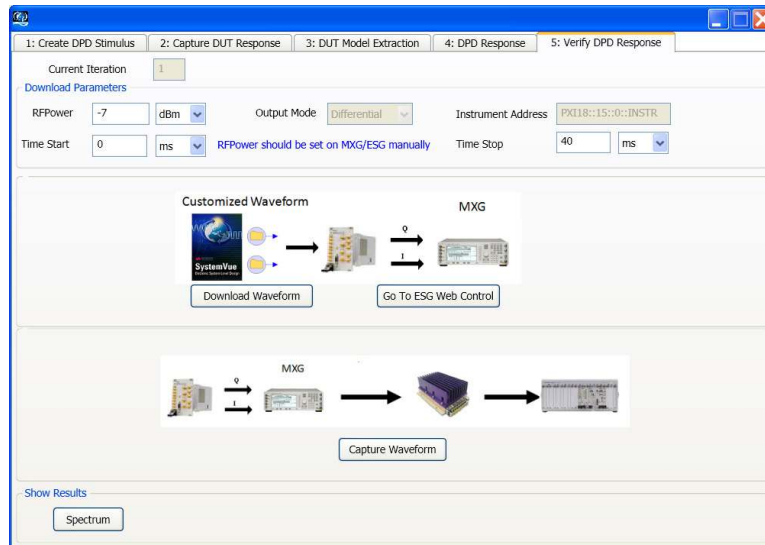 1: Create DPD Stimulus 2: Capture DUT Response 3: DUT Model Extraction 4: DPD Response 5: Verify DPD Response
Current Iteration 1
Download Parameters
RFPower -7 dBm Output Mode Differential Instrument Address PXI18::15::0::INSTR
Time Start 0 ms RFPower should be set on MXG/ESG manually Time Stop 40 ms
Customized Waveform MXG
Q
I
SystemVue
Download Waveform Go To ESG Web Control
MXG
Q
I
Capture Waveform
Show Results
Spectrum